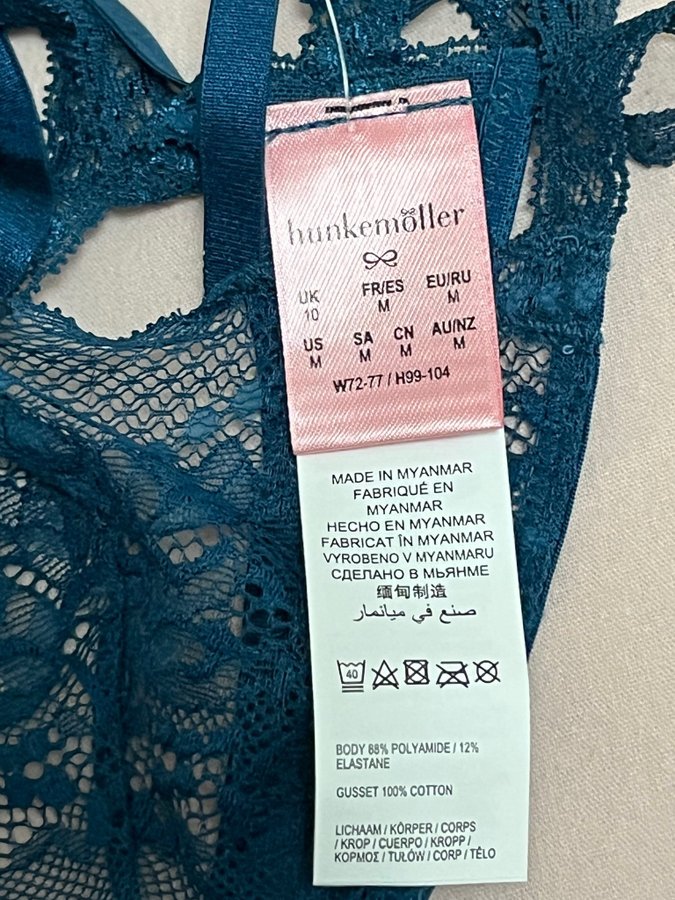 hunkemöller
UK FR/ES EU/RU
10 M M
US SA CN AU/NZ
M M M M
W72-77 / H99-104
MADE IN MYANMAR
FABRIQUÉ EN
MYANMAR
HECHO EN MYANMAR
FABRICAT ÎN MYANMAR
VYROBENO V MYANMARU
СДЕЛАНО В МЬЯНМЕ
缅甸制造
صنع في ميانمار
40
BODY 88% POLYAMIDE / 12%
ELASTANE
GUSSET 100% COTTON
LICHAAM / KÖRPER / CORPS
/ KROP / CUERPO / KROPP /
ΚΟΡΜΟΣ / TUŁÓW / CORP / TĚLO